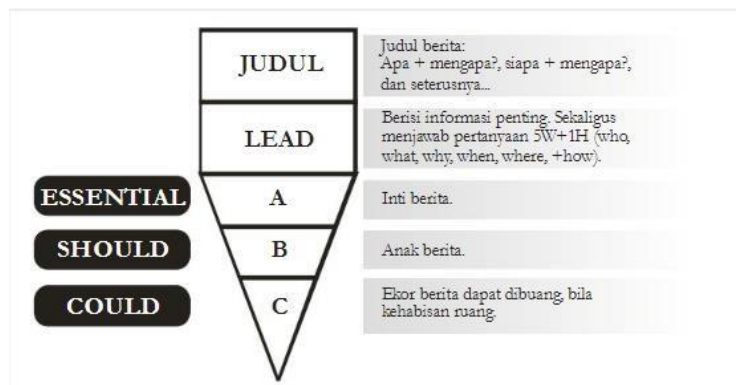 JUDUL
Judul berita:
Apa + mengapa?, siapa + mengapa?,
dan seterusnya...
LEAD
Berisi informasi penting. Sekaligus
menjawab pertanyaan 5W+1H (who,
what, why, when, where, +how).
ESSENTIAL
A
Inti berita.
SHOULD
B
Anak berita.
COULD
C
Ekor berita dapat dibuang, bila
kehabisan ruang.